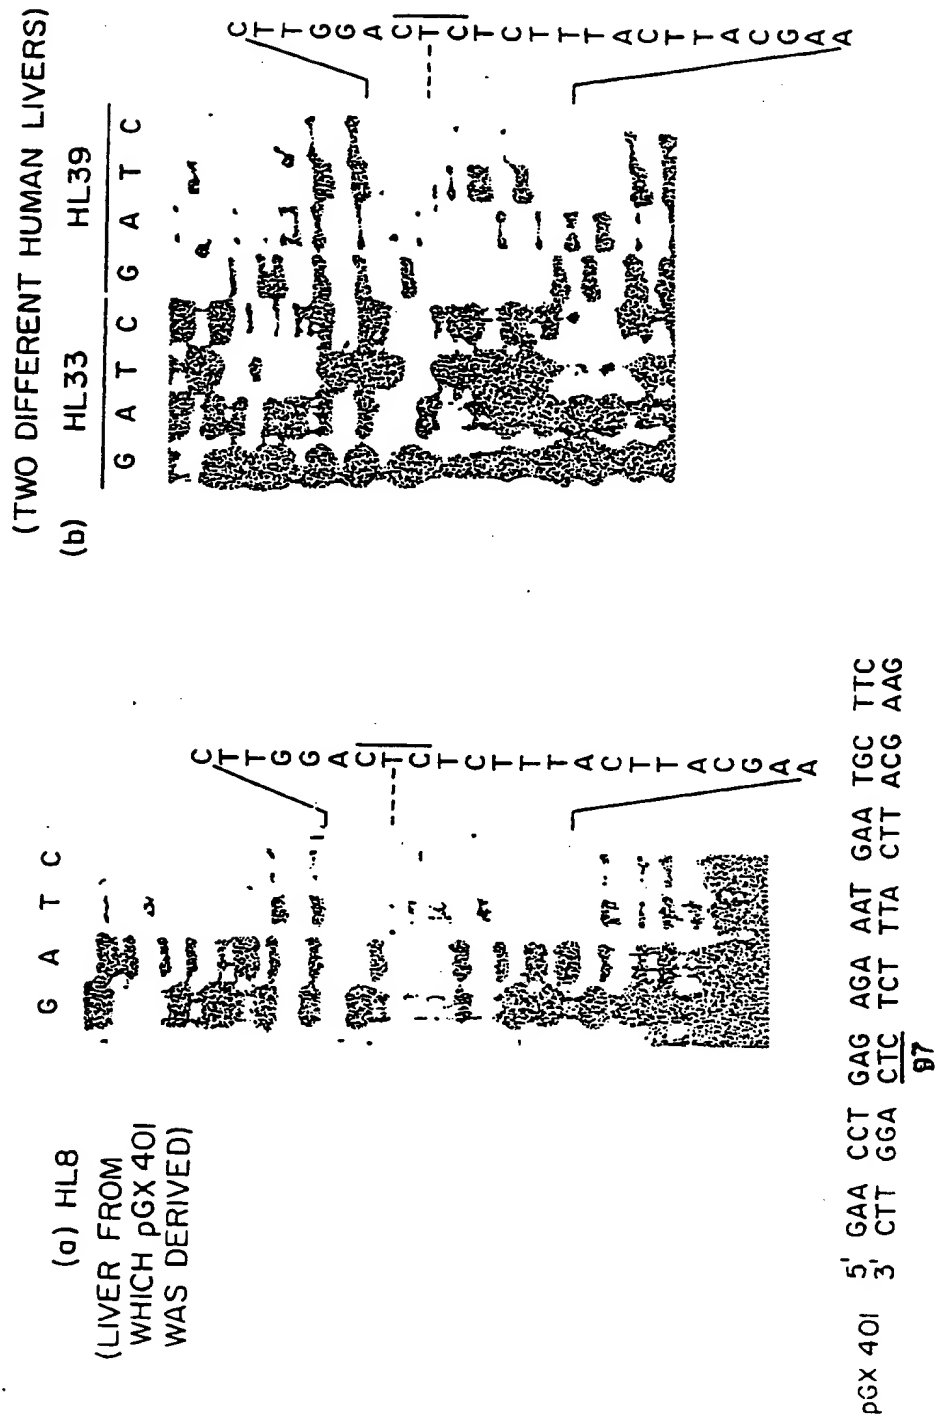 (a) HL8
(LIVER FROM
WHICH pGX 401
WAS DERIVED)
G A T C
C T T G G A C T C T C T T T A C T T A C G A A
(TWO DIFFERENT HUMAN LIVERS)
(b) HL33 HL39
G A T C G A T C
C T T G G A C T C T C T T T A C T T A C G A A
pGX 401 5' GAA CCT GAG AGA AAT GAA TGC TTC
3' CTT GGA CTC TCT TTA CTT ACG AAG
97